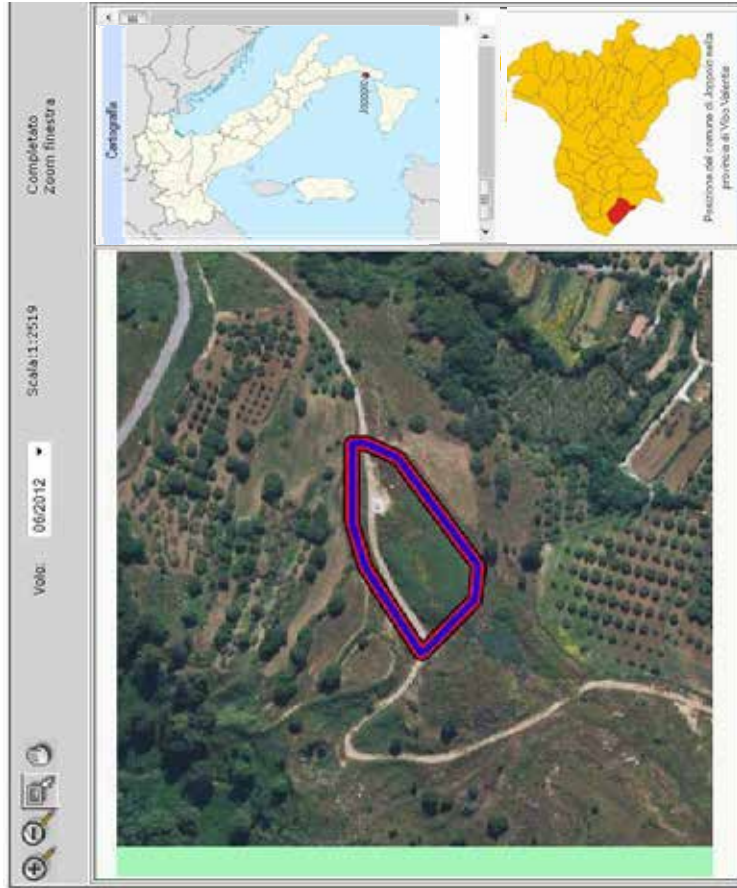 Volo: 06/2012
Scala:1:2519
Completato
Zoom finestra
Cartografia
Joppolo
Posizione del comune di Joppolo nella
provincia di Vibo Valentia